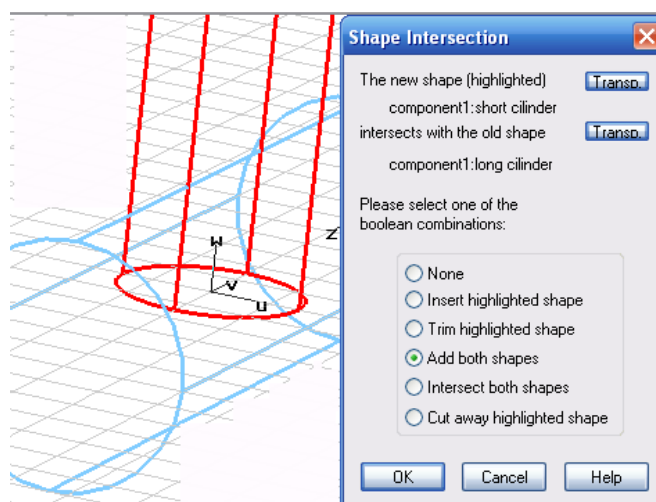 Shape Intersection
The new shape (highlighted)
Transp.
component1:short cilinder
intersects with the old shape
Transp.
component1:long cilinder
Please select one of the
boolean combinations:
None
Insert highlighted shape
Trim highlighted shape
Add both shapes
Intersect both shapes
Cut away highlighted shape
OK
Cancel
Help
w
v
u
z